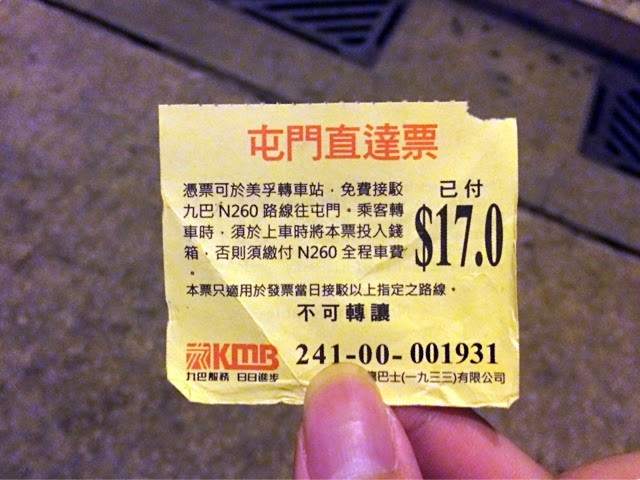 屯門直達票
憑票可於美孚轉車站,免費接駁
九巴N260路線往屯門。乘客轉
車時,須於上車時將本票投入錢
箱,否則須繳付N260全程車費
。
已付
$17.0
本票只適用於發票當日接駁以上指定之路線。
不可轉讓
KMB
九巴服務 日日進步
241-00-001931
巴士(一九三三)有限公司